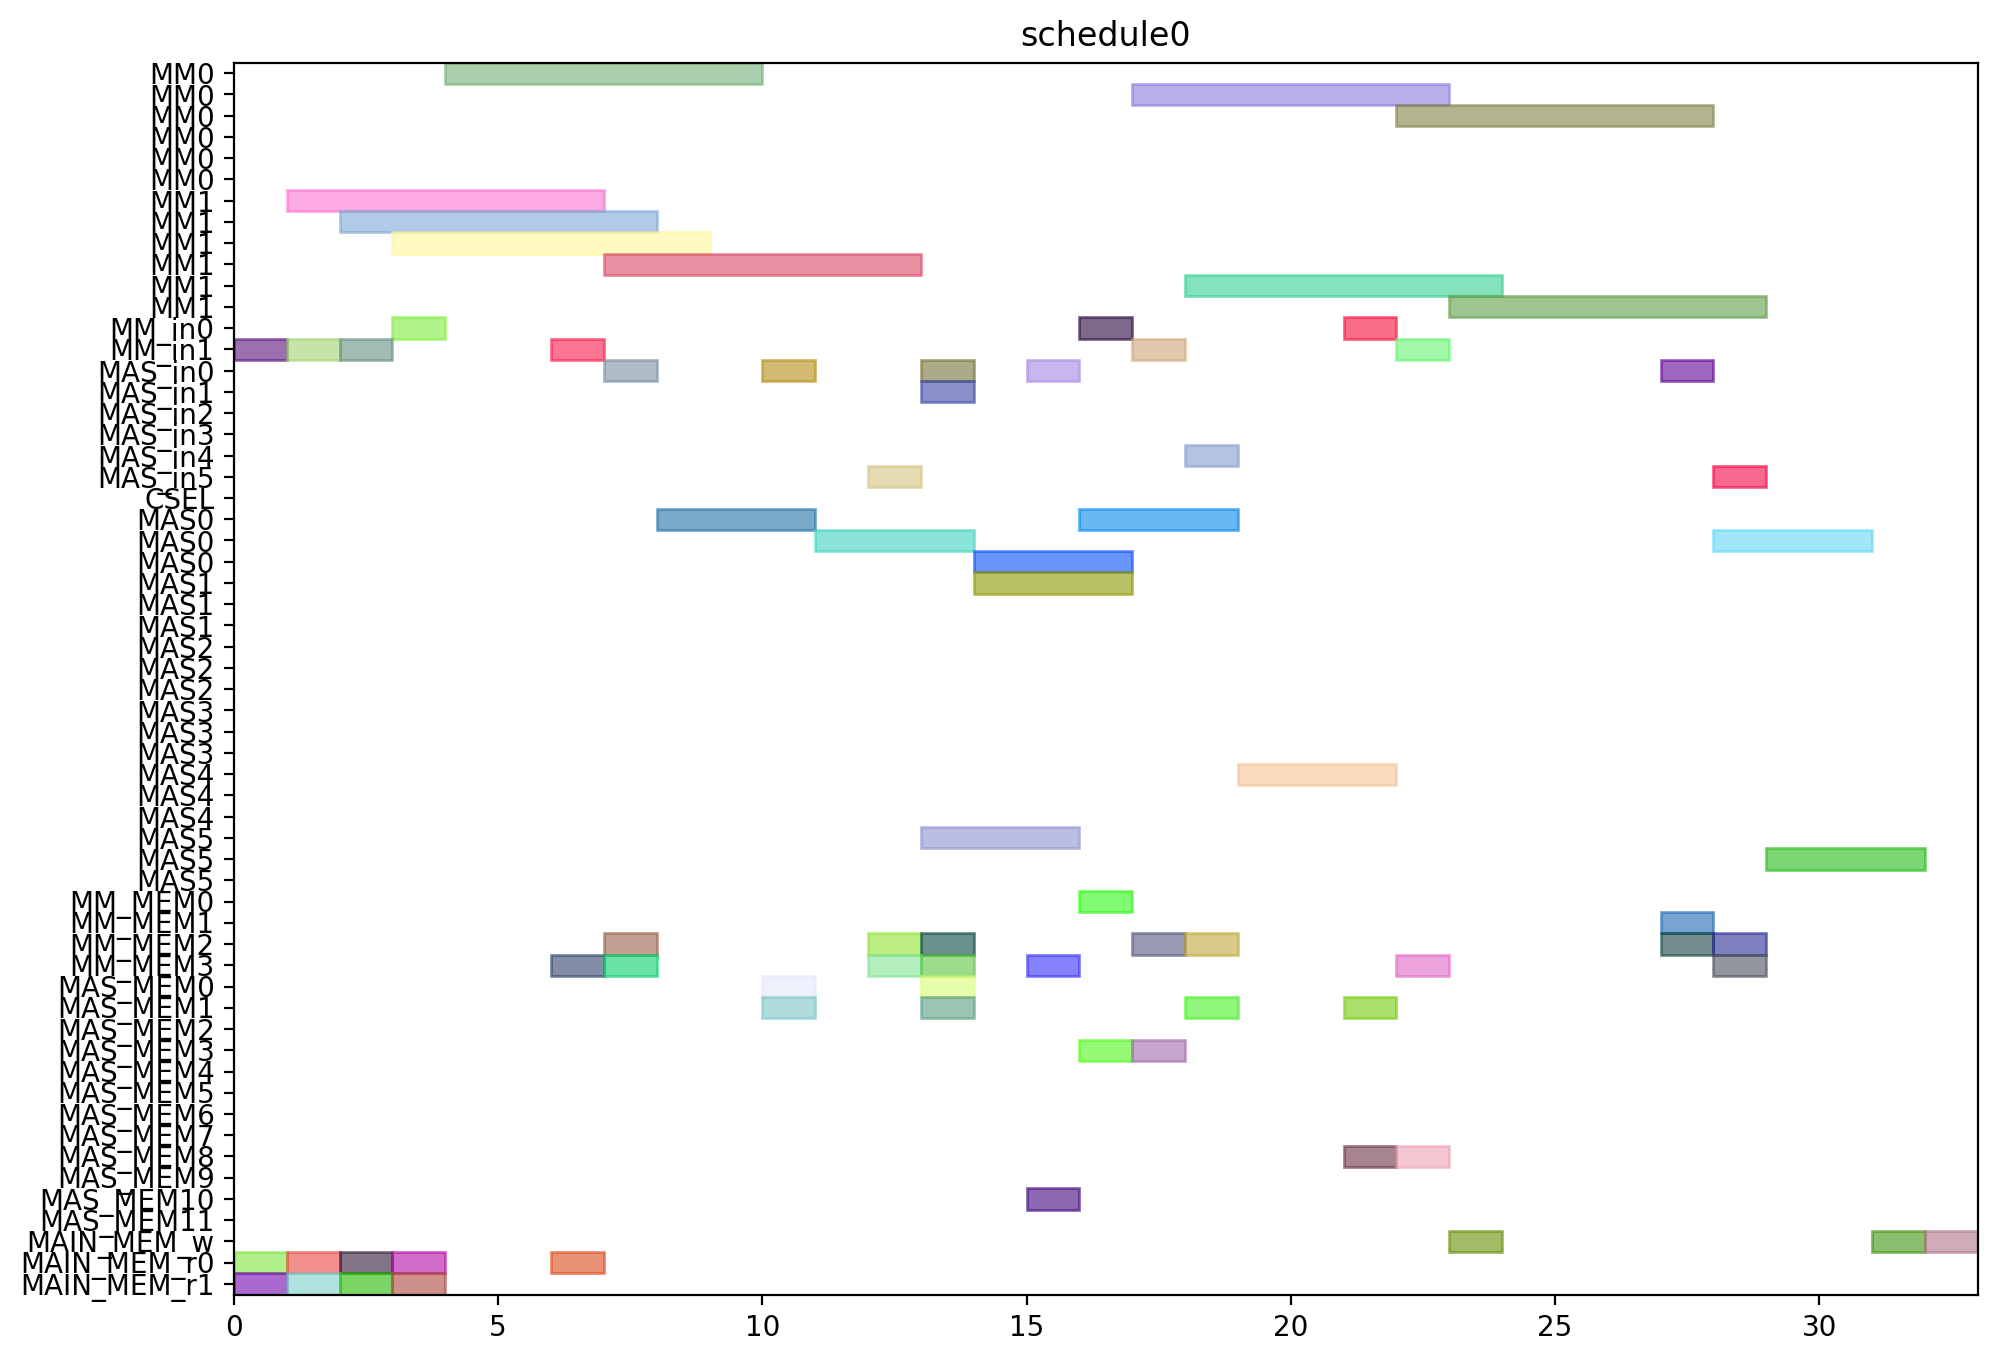 schedule0
MM0
MM0
MM0
MM0
MM0
MM0
MM1
MM1
MM1
MM1
MM1
MM1
MM_in0
MM_in1
MAS_in0
MAS_in1
MAS_in2
MAS_in3
MAS_in4
MAS_in5
CSEL
MAS0
MAS0
MAS0
MAS1
MAS1
MAS1
MAS2
MAS2
MAS2
MAS3
MAS3
MAS3
MAS4
MAS4
MAS4
MAS5
MAS5
MAS5
MM_MEM0
MM_MEM1
MM_MEM2
MM_MEM3
MAS_MEM0
MAS_MEM1
MAS_MEM2
MAS_MEM3
MAS_MEM4
MAS_MEM5
MAS_MEM6
MAS_MEM7
MAS_MEM8
MAS_MEM9
MAS_MEM10
MAS_MEM11
MAIN_MEM_w
MAIN_MEM_r0
MAIN_MEM_r1
0 5 10 15 20 25 30